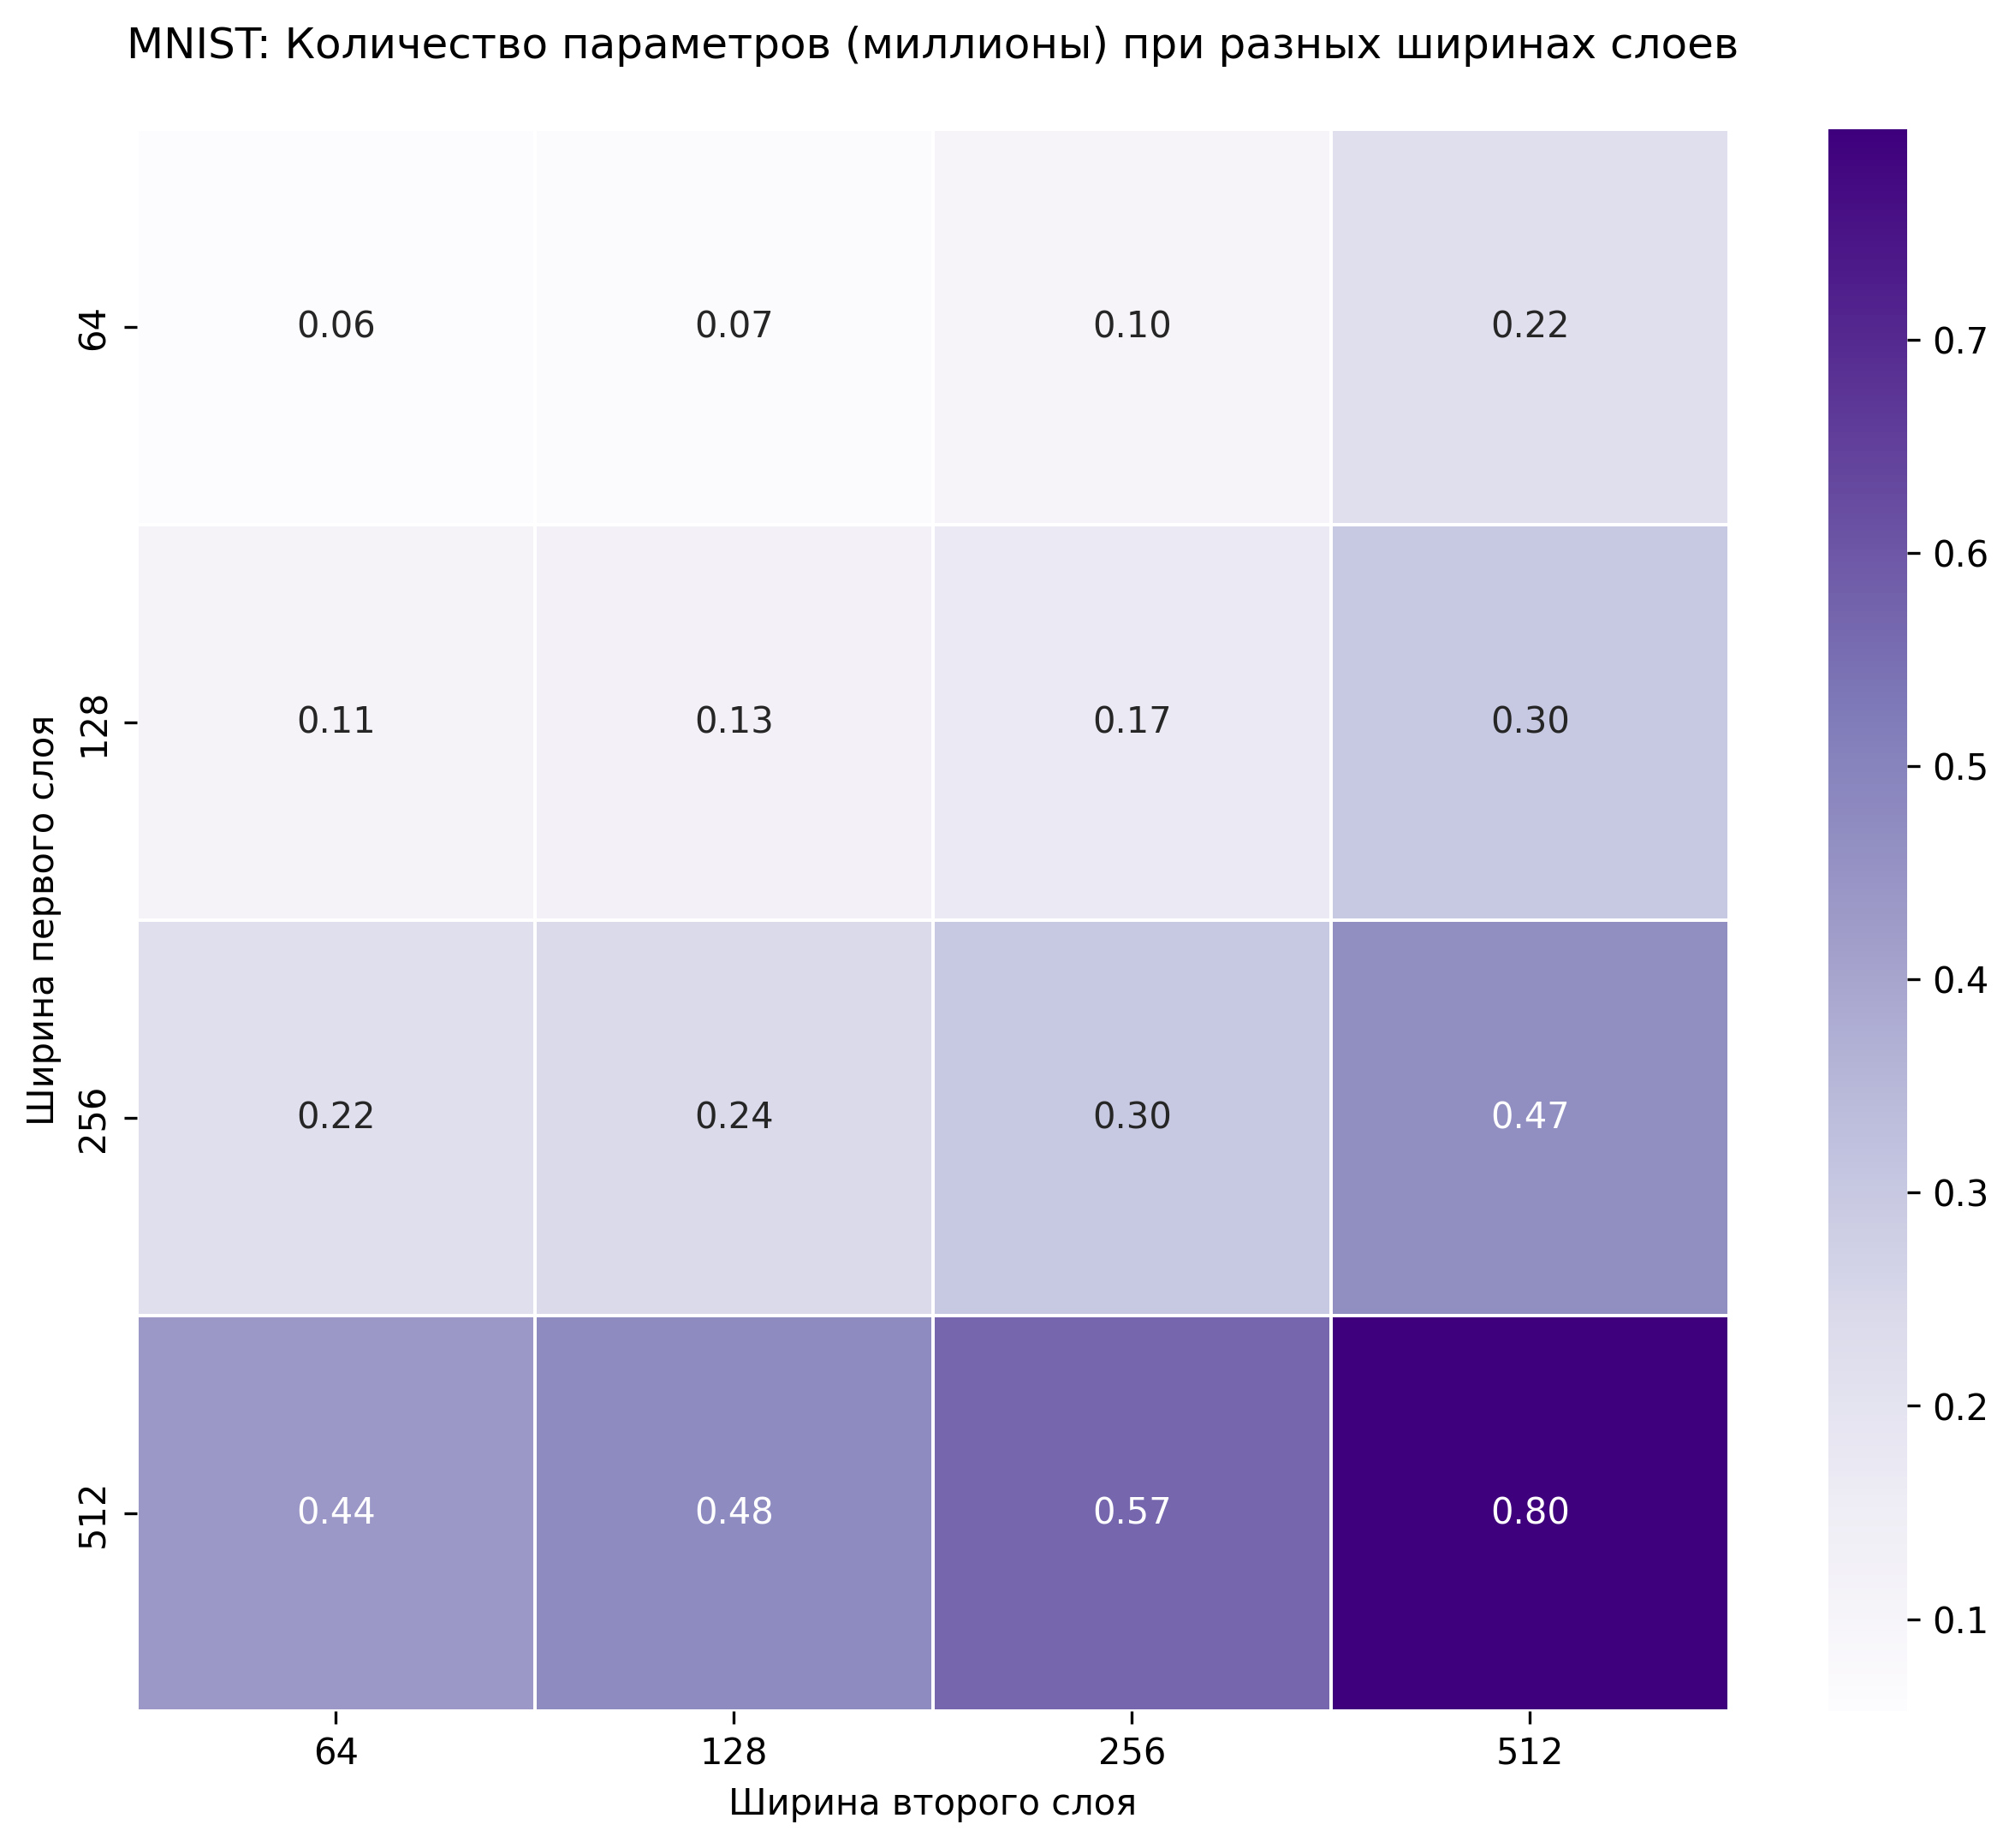 MNIST: Количество параметров (миллионы) при разных ширинах слоев
Ширина первого слоя
64 0.06 0.07 0.10 0.22
128 0.11 0.13 0.17 0.30
256 0.22 0.24 0.30 0.47
512 0.44 0.48 0.57 0.80
64 128 256 512
Ширина второго слоя
0.7
0.6
0.5
0.4
0.3
0.2
0.1